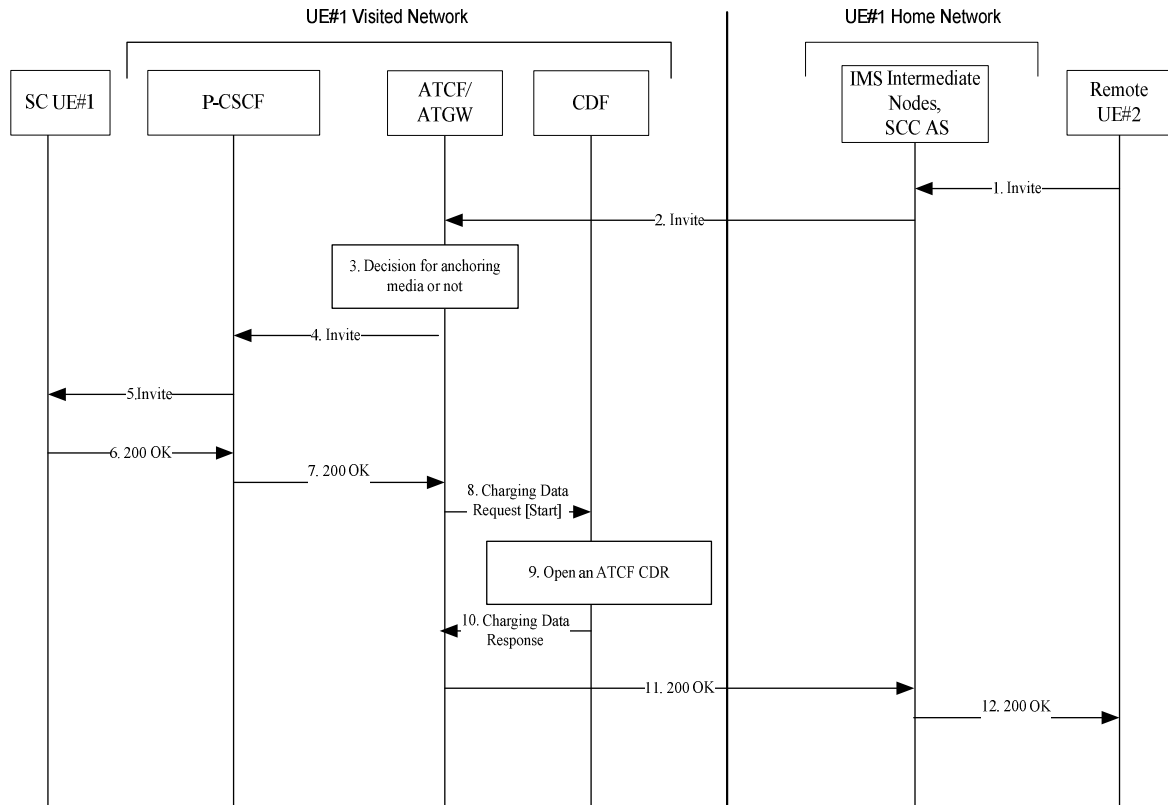 UE#1 Visited Network
UE#1 Home Network
SC UE#1
P-CSCF
ATCF/
ATGW
CDF
IMS Intermediate
Nodes,
SCC AS
Remote
UE#2
1. Invite
2. Invite
3. Decision for anchoring
media or not
4. Invite
5.Invite
6. 200 OK
7. 200 OK
8. Charging Data
Request [Start]
9. Open an ATCF CDR
10. Charging Data
Response
11. 200 OK
12. 200 OK